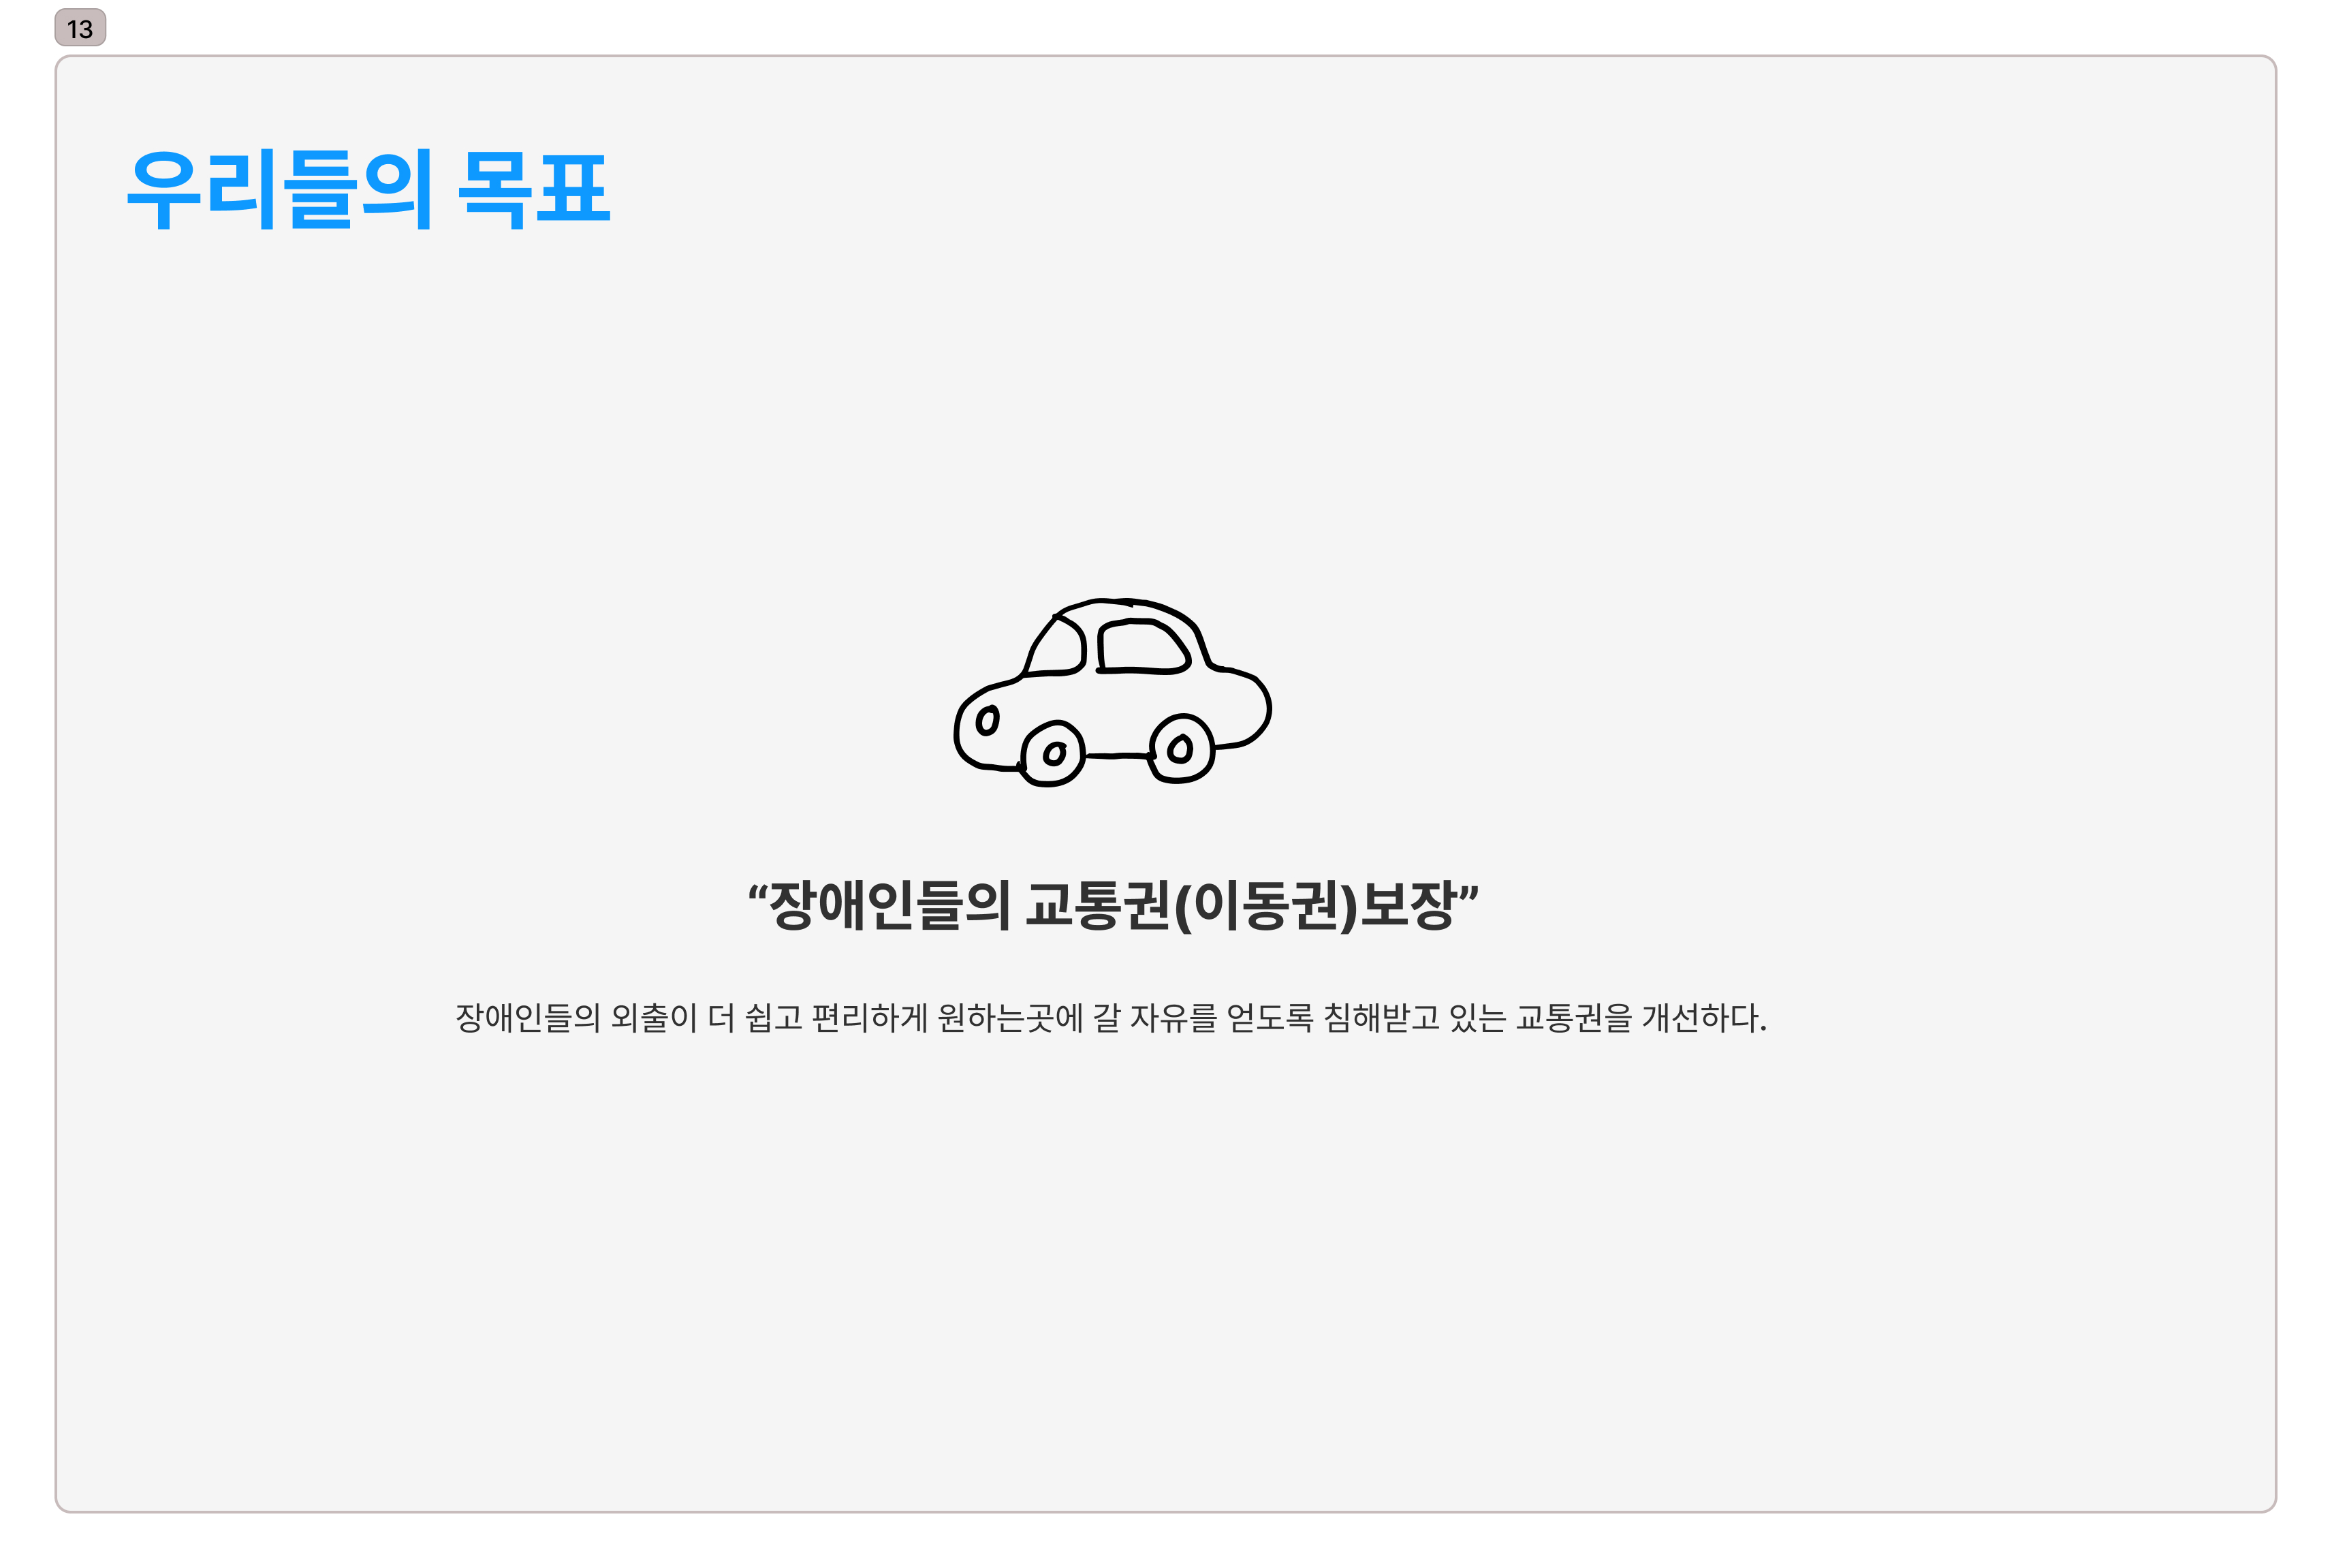 13
우리들의 목표
“장애인들의 교통권(이동권)보장”
장애인들의 외출이 더 쉽고 편리하게 원하는곳에 갈 자유를 얻도록 침해받고 있는 교통권을 개선하다.